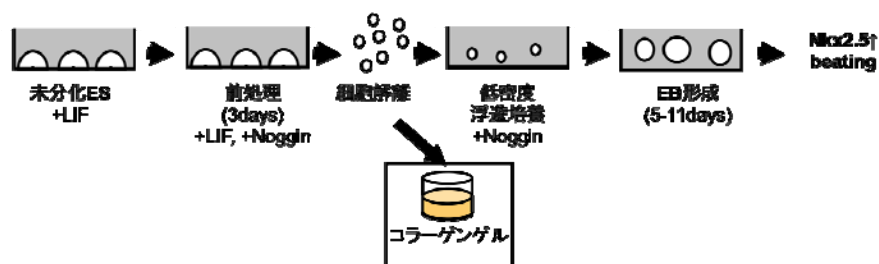 未分化ES
+LIF
前処理
(3days)
+LIF, +Noggin
細胞解離
低密度
浮遊培養
+Noggin
EB形成
(5-11days)
Nkx2.5↑
beating
コラーゲンゲル